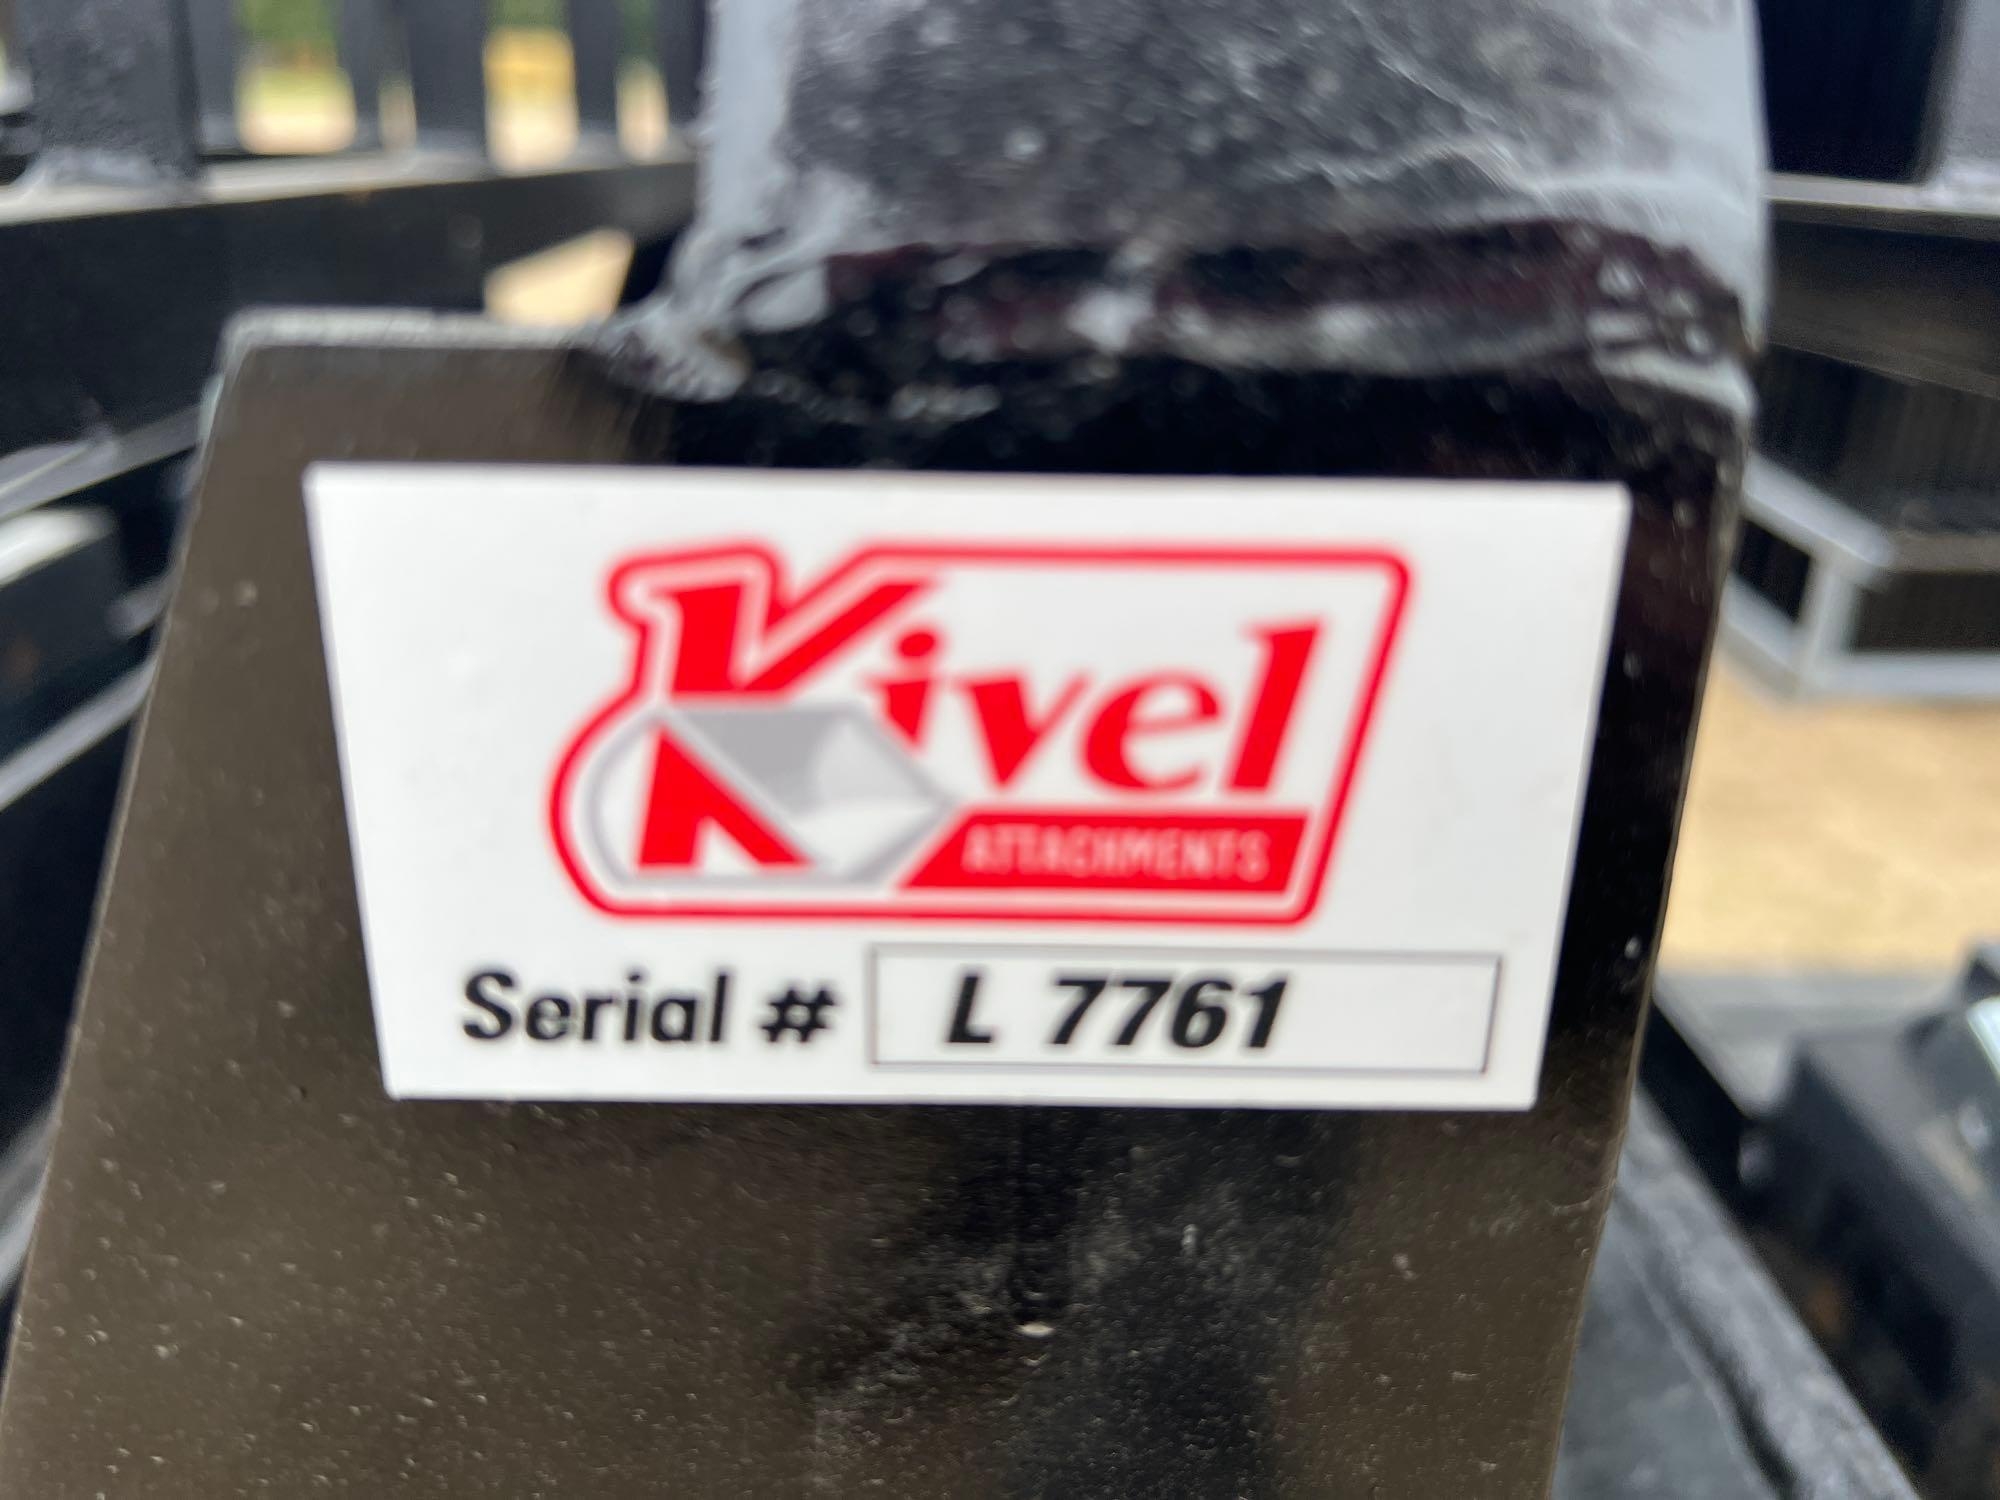 Kivel
ATTACHMENTS
Serial # L 7761